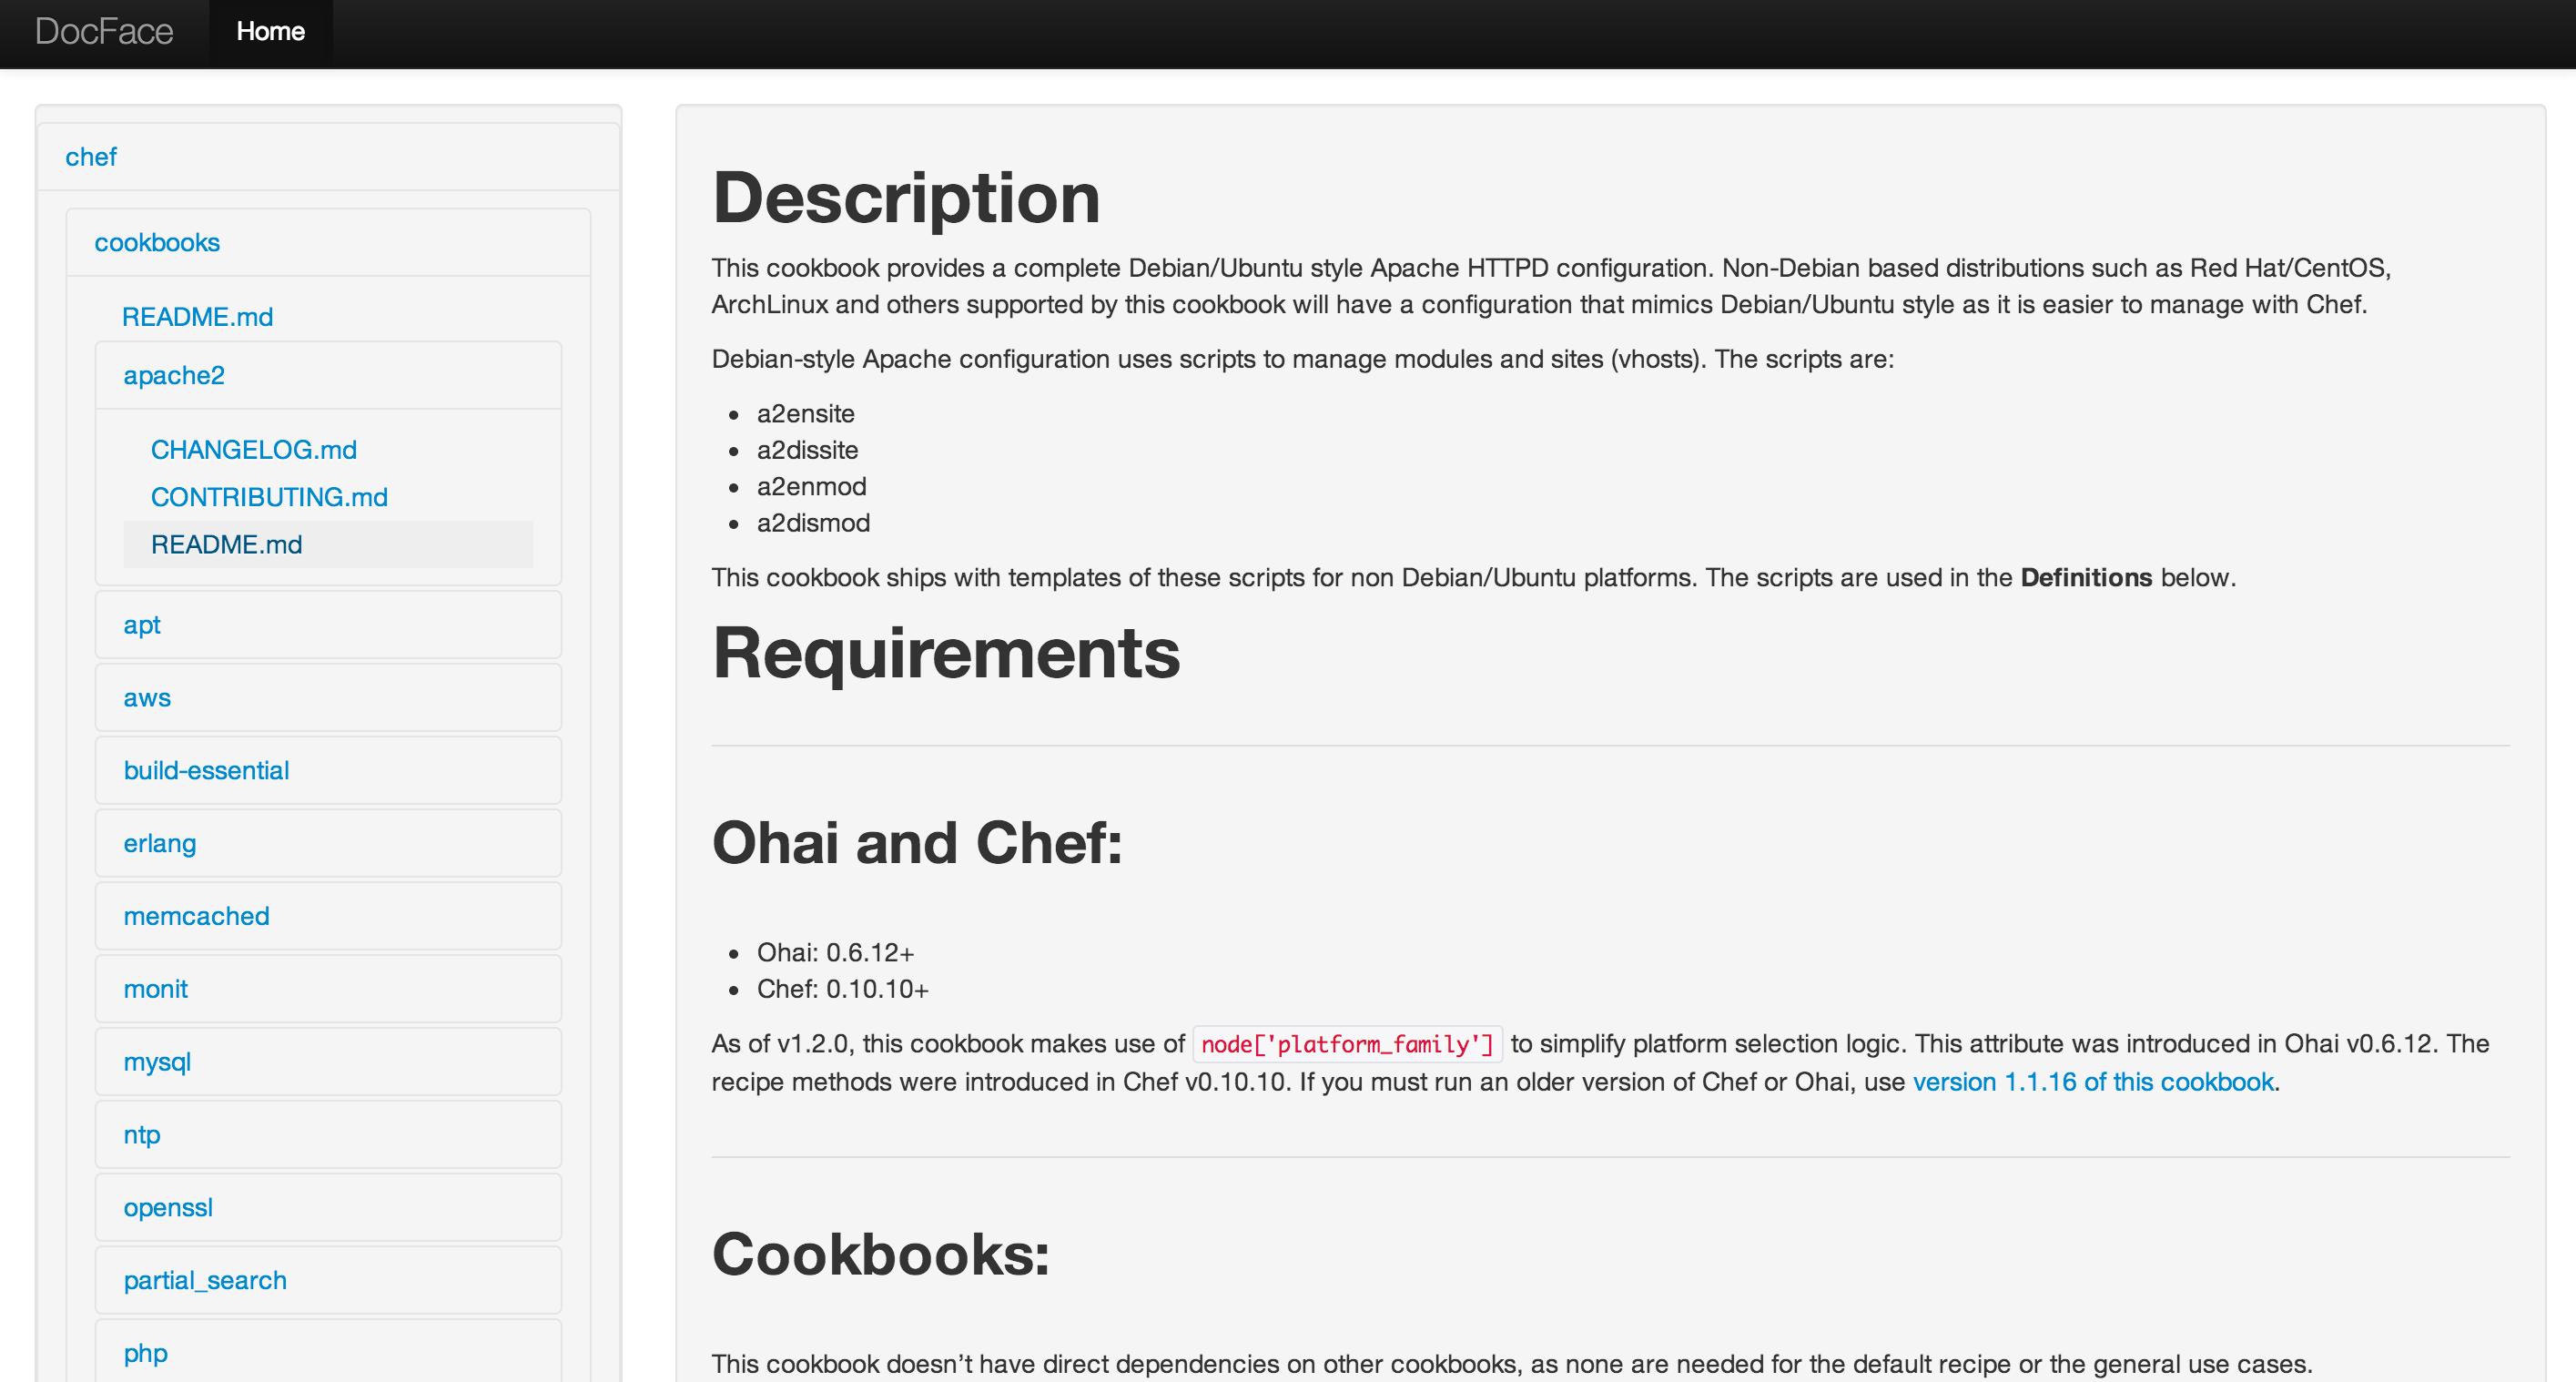 DocFace Home
chef
cookbooks
README.md
apache2
CHANGELOG.md
CONTRIBUTING.md
README.md
apt
aws
build-essential
erlang
memcached
monit
mysql
ntp
openssl
partial_search
php
Description
This cookbook provides a complete Debian/Ubuntu style Apache HTTPD configuration. Non-Debian based distributions such as Red Hat/CentOS,
ArchLinux and others supported by this cookbook will have a configuration that mimics Debian/Ubuntu style as it is easier to manage with Chef.
Debian-style Apache configuration uses scripts to manage modules and sites (vhosts). The scripts are:
• a2ensite
• a2dissite
• a2enmod
• a2dismod
This cookbook ships with templates of these scripts for non Debian/Ubuntu platforms. The scripts are used in the Definitions below.
Requirements
Ohai and Chef:
• Ohai: 0.6.12+
• Chef: 0.10.10+
As of v1.2.0, this cookbook makes use of node['platform_family'] to simplify platform selection logic. This attribute was introduced in Ohai v0.6.12. The
recipe methods were introduced in Chef v0.10.10. If you must run an older version of Chef or Ohai, use version 1.1.16 of this cookbook.
Cookbooks:
This cookbook doesn’t have direct dependencies on other cookbooks, as none are needed for the default recipe or the general use cases.